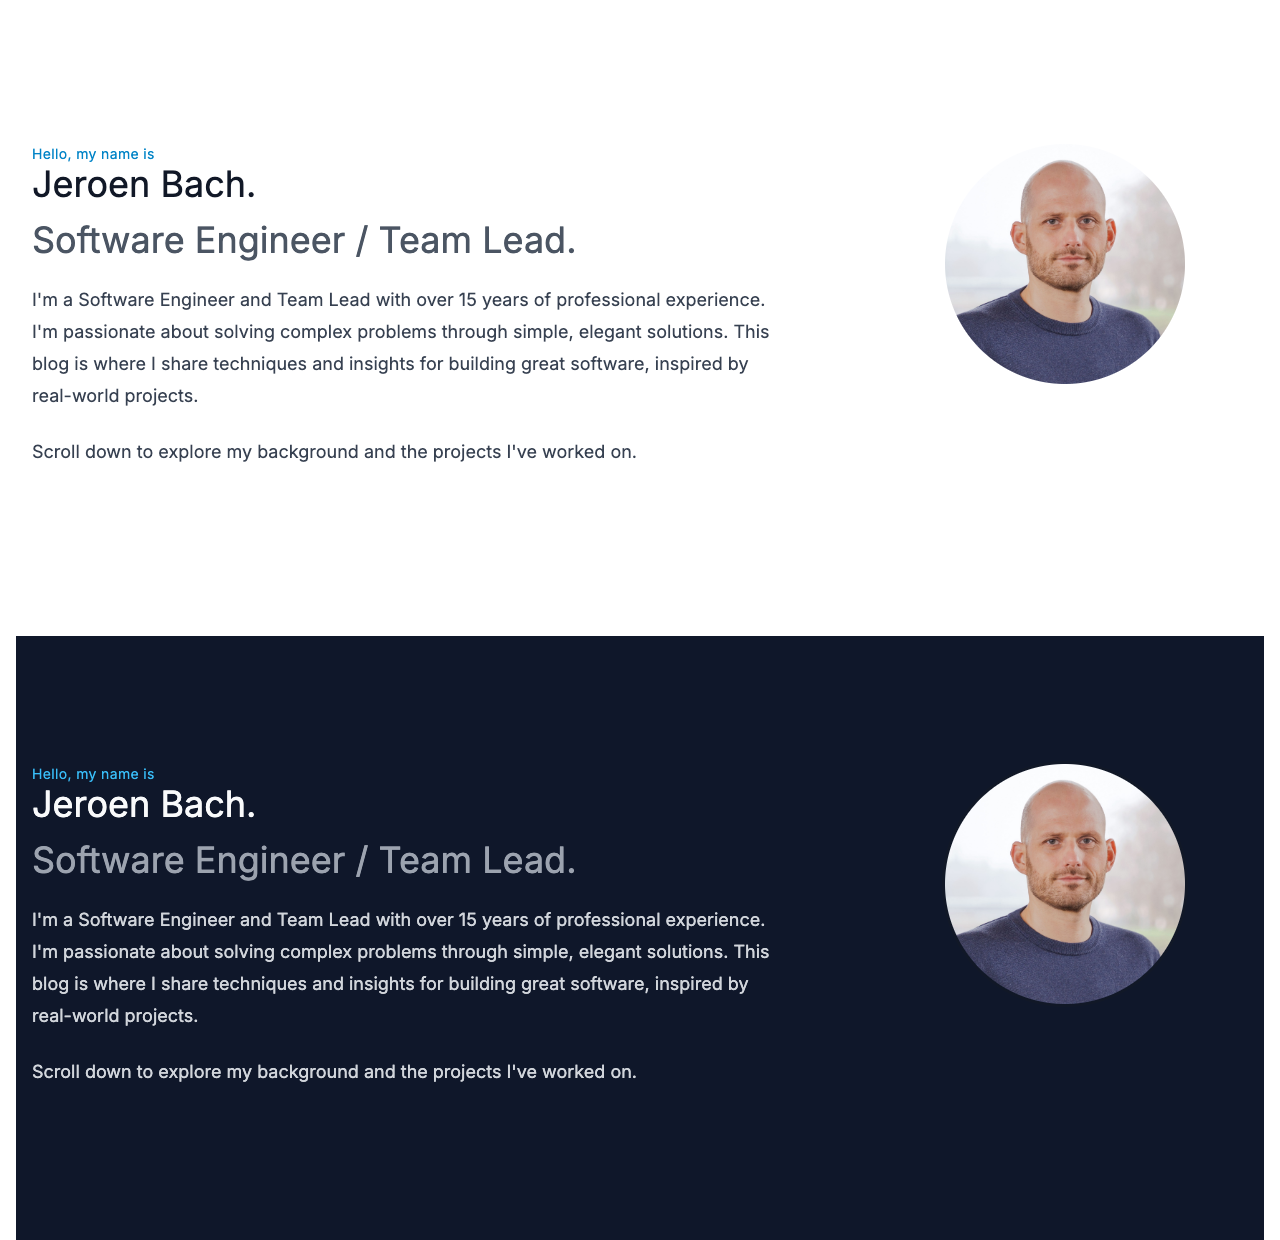 Hello, my name is
Jeroen Bach.
Software Engineer / Team Lead.
I'm a Software Engineer and Team Lead with over 15 years of professional experience.
I'm passionate about solving complex problems through simple, elegant solutions. This
blog is where I share techniques and insights for building great software, inspired by
real-world projects.
Scroll down to explore my background and the projects I've worked on.
Hello, my name is
Jeroen Bach.
Software Engineer / Team Lead.
I'm a Software Engineer and Team Lead with over 15 years of professional experience.
I'm passionate about solving complex problems through simple, elegant solutions. This
blog is where I share techniques and insights for building great software, inspired by
real-world projects.
Scroll down to explore my background and the projects I've worked on.